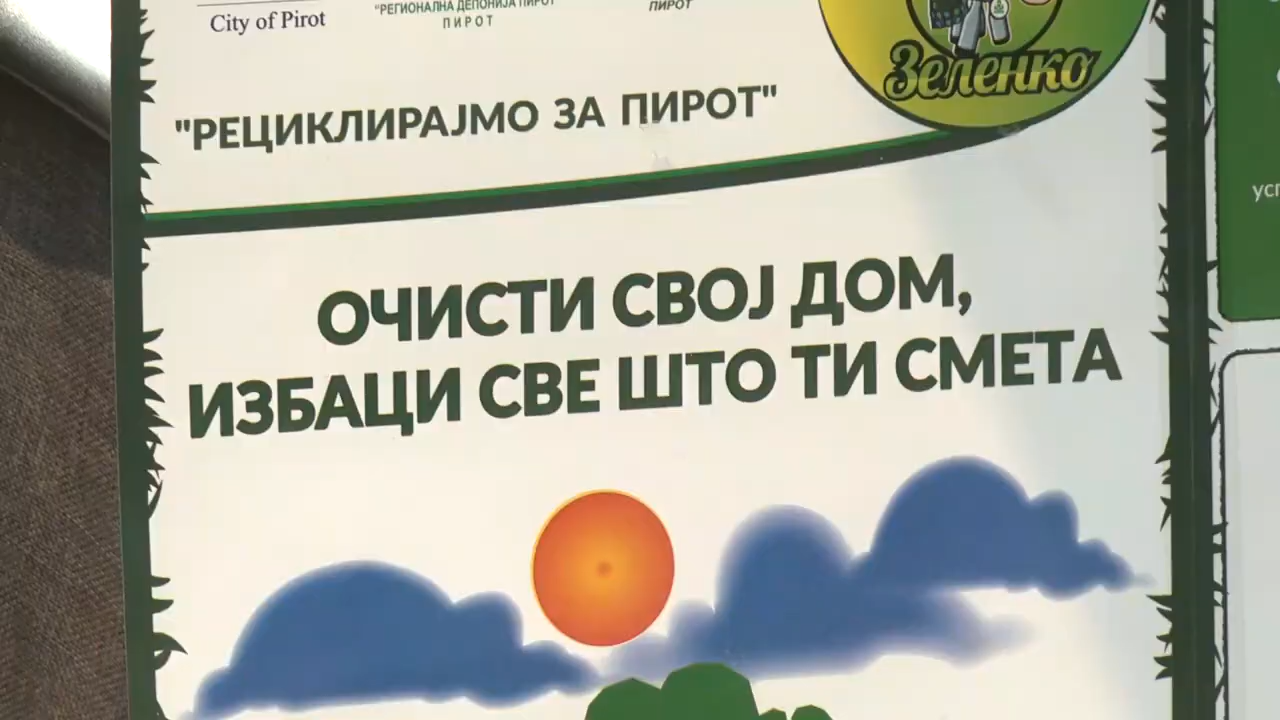 City of Pirot
"РЕГИОНАЛНА ДЕПОНИЈА ПИРОТ"
ПИРОТ
ПИРОТ
Зеленко
"РЕЦИКЛИРАЈМО ЗА ПИРОТ"
ОЧИСТИ СВОЈ ДОМ,
ИЗБАЦИ СВЕ ШТО ТИ СМЕТА